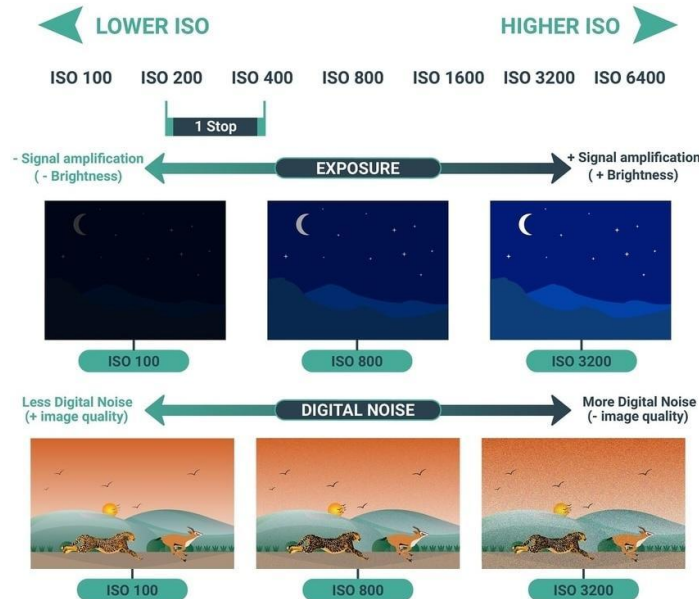 LOWER ISO
HIGHER ISO
ISO 100 ISO 200 ISO 400 ISO 800 ISO 1600 ISO 3200 ISO 6400
1 Stop
- Signal amplification
( - Brightness)
EXPOSURE
+ Signal amplification
( + Brightness)
ISO 100
ISO 800
ISO 3200
Less Digital Noise
(+ image quality)
DIGITAL NOISE
More Digital Noise
(- image quality)
ISO 100
ISO 800
ISO 3200